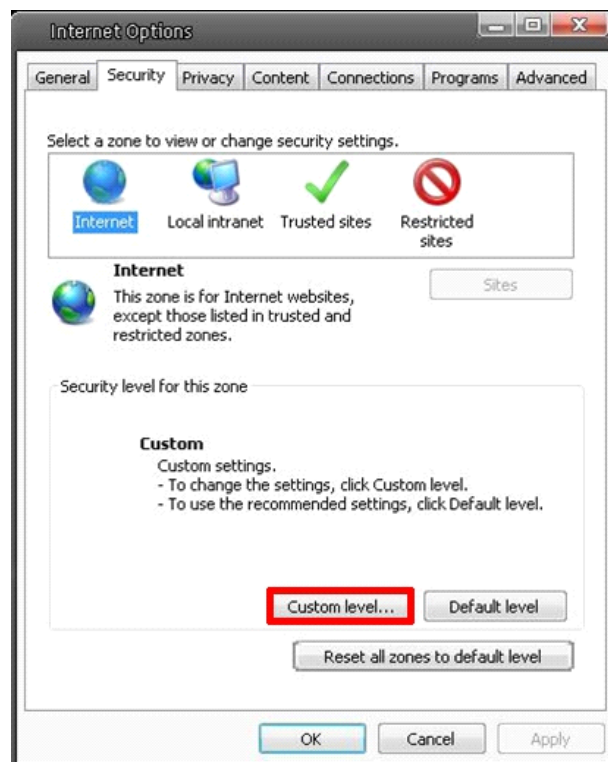 Internet Options
General Security Privacy Content Connections Programs Advanced
Select a zone to view or change security settings.
Internet Local intranet Trusted sites Restricted sites
Internet
Sites
This zone is for Internet websites,
except those listed in trusted and
restricted zones.
Security level for this zone
Custom
Custom settings.
- To change the settings, click Custom level.
- To use the recommended settings, click Default level.
Custom level... Default level
Reset all zones to default level
OK Cancel Apply